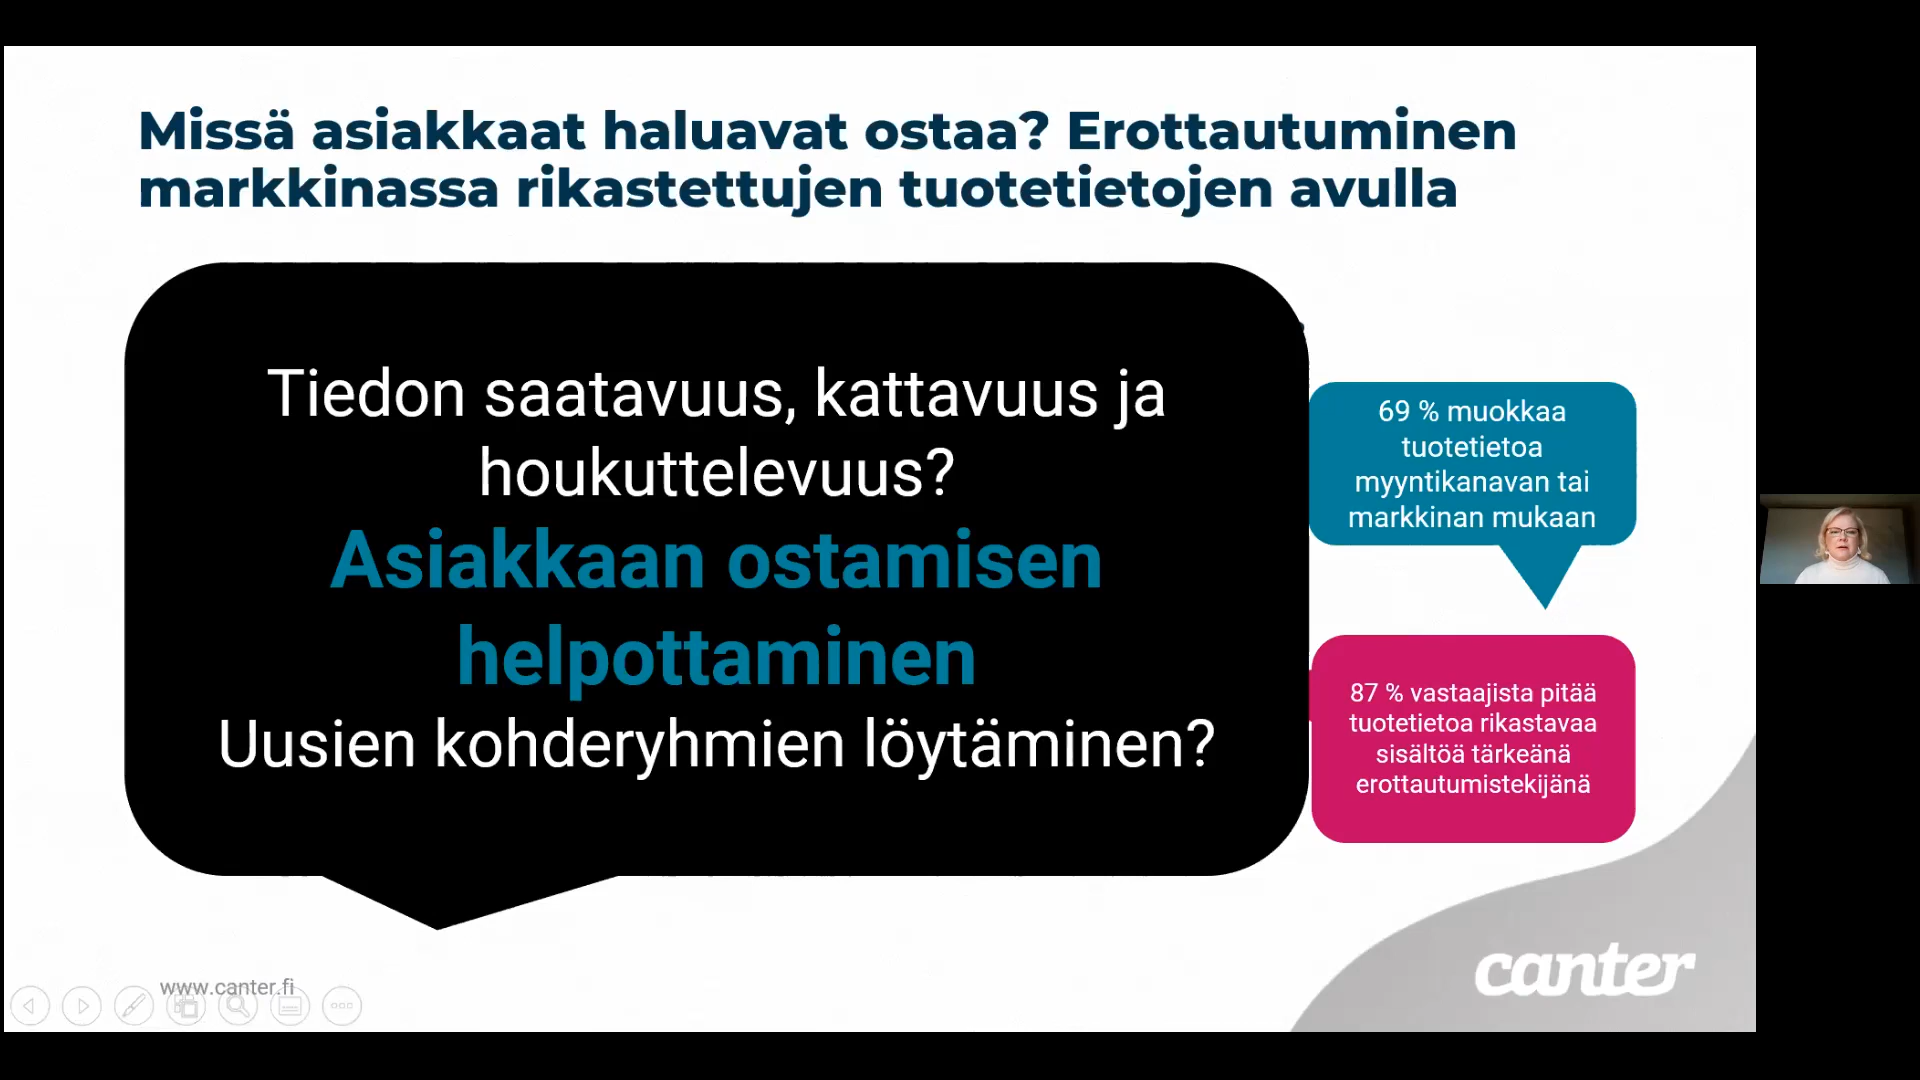 Missä asiakkaat haluavat ostaa? Erottautuminen
markkinassa rikastettujen tuotetietojen avulla
Tiedon saatavuus, kattavuus ja
houkuttelevuus?
Asiakkaan ostamisen
helpottaminen
Uusien kohderyhmien löytäminen?
69 % muokkaa
tuotetietoa
myyntikanavan tai
markkinan mukaan
87 % vastaajista pitää
tuotetietoa rikastavaa
sisältöä tärkeänä
erottautumistekijänä
www.canter.fi
canter